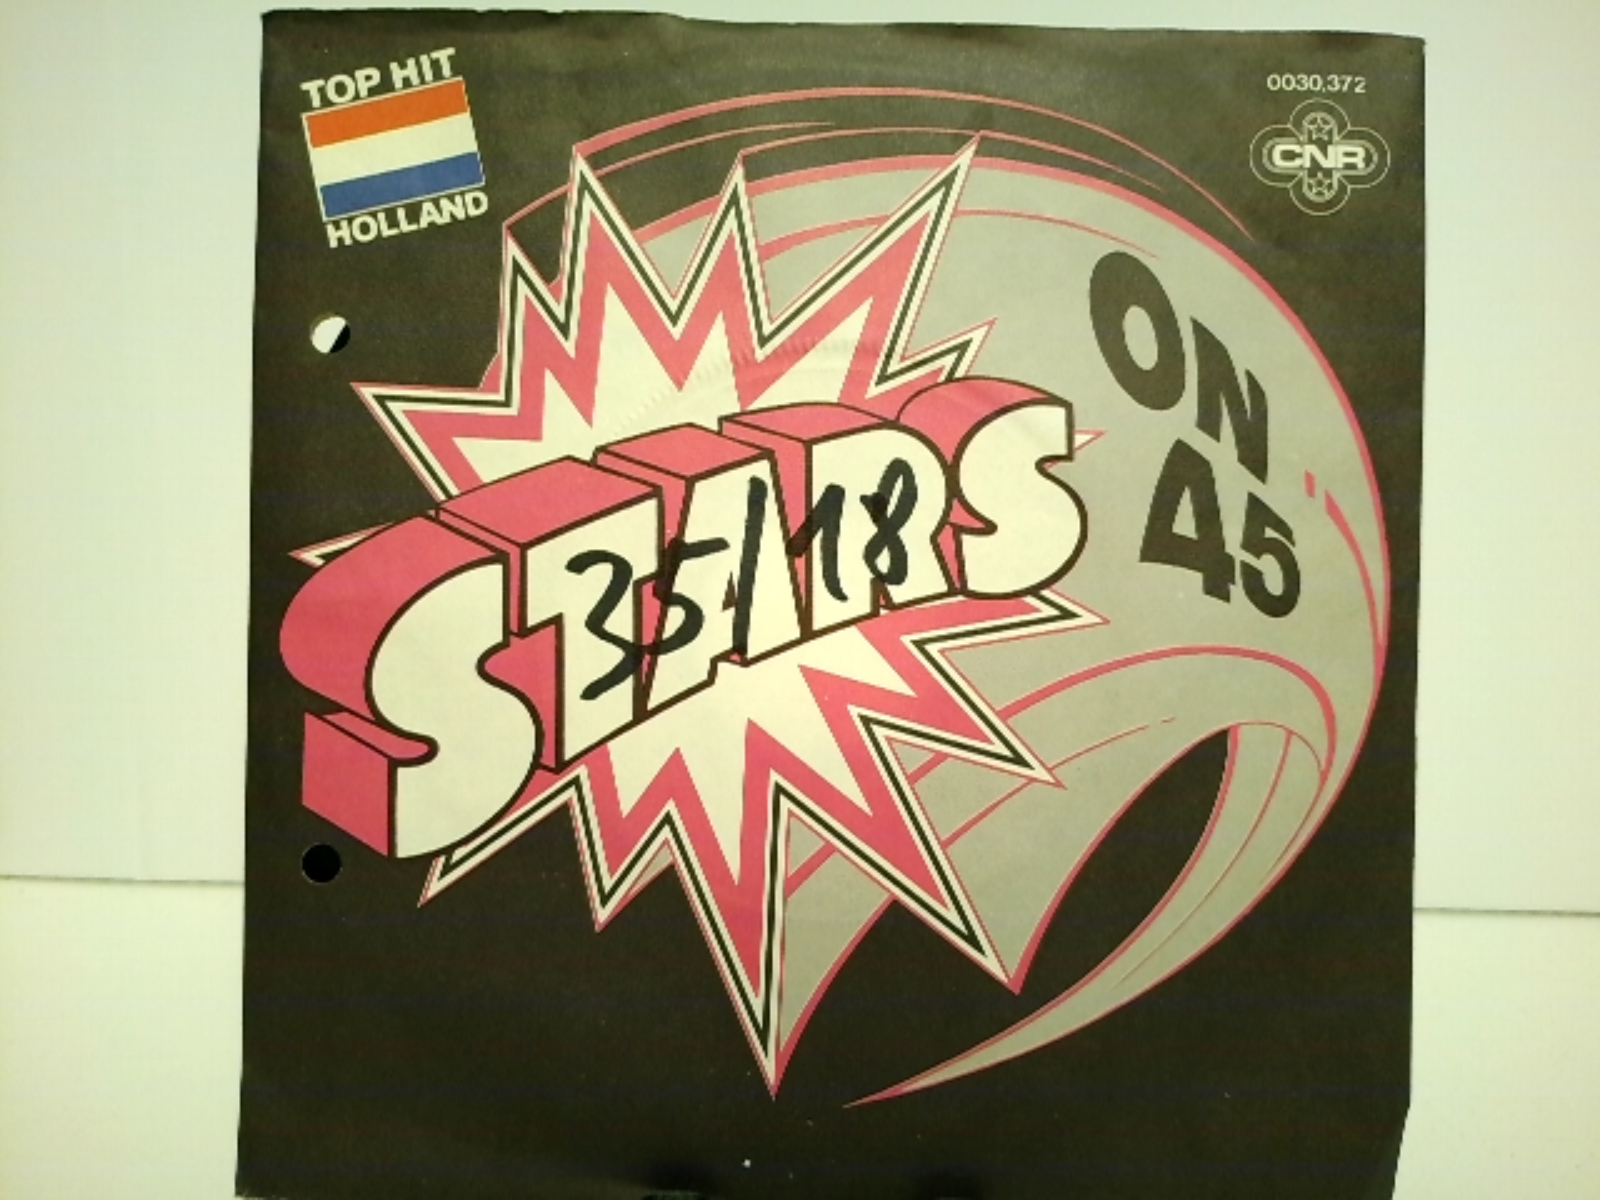 TOP HIT
HOLLAND
0030,372
CNR
STARS
ON
45
35/18